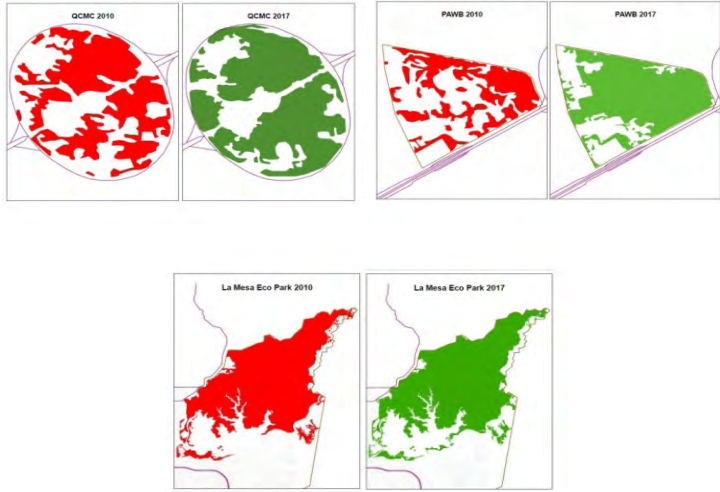 QCMC 2010
QCMC 2017
PAWB 2010
PAWB 2017
La Mesa Eco Park 2010
La Mesa Eco Park 2017